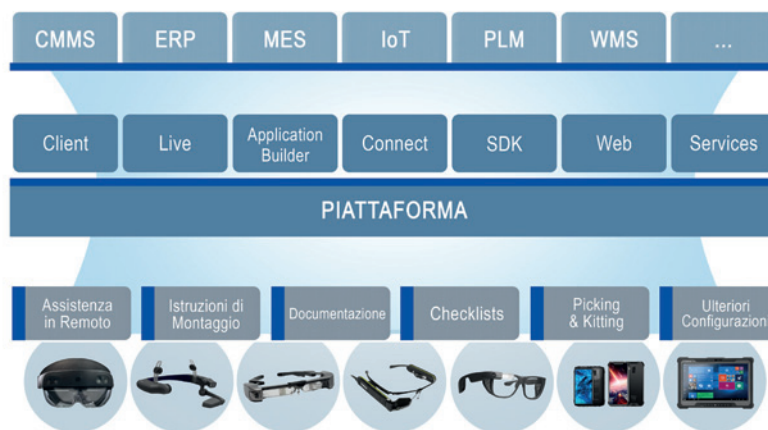 CMMS
ERP
MES
IoT
PLM
WMS
...
Client
Live
Application
Builder
Connect
SDK
Web
Services
PIATTAFORMA
Assistenza
in Remoto
Istruzioni di
Montaggio
Documentazione
Checklists
Picking
& Kitting
Ulteriori
Configurazioni